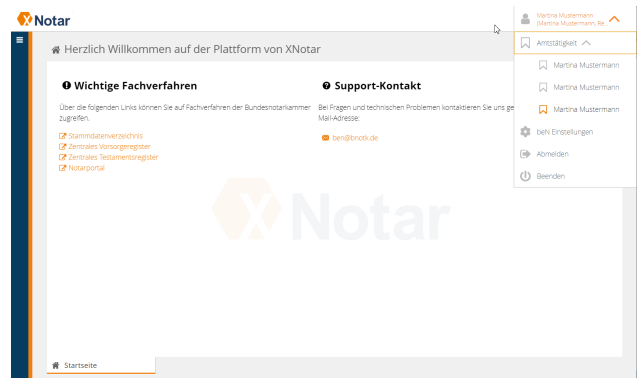 XNotar
Martina Mustermann
(Martina Mustermann, Re...
Herzlich Willkommen auf der Plattform von XNotar
Amtstätigkeit
Martina Mustermann
Martina Mustermann
Martina Mustermann
beN Einstellungen
Abmelden
Beenden
Wichtige Fachverfahren
Über die folgenden Links können Sie auf Fachverfahren der Bundesnotarkammer
zugreifen.
Stammdatenverzeichnis
Zentrales Vorsorgeregister
Zentrales Testamentsregister
Notarportal
Support-Kontakt
Bei Fragen und technischen Problemen kontaktieren Sie uns ge
Mail-Adresse:
ben@bnotk.de
XNotar
Startseite